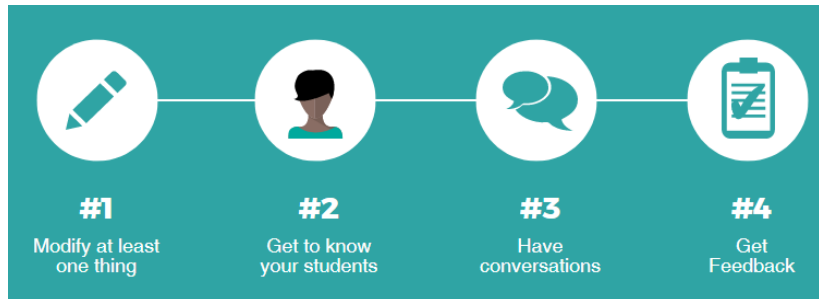 #1
Modify at least
one thing
#2
Get to know
your students
#3
Have
conversations
#4
Get
Feedback